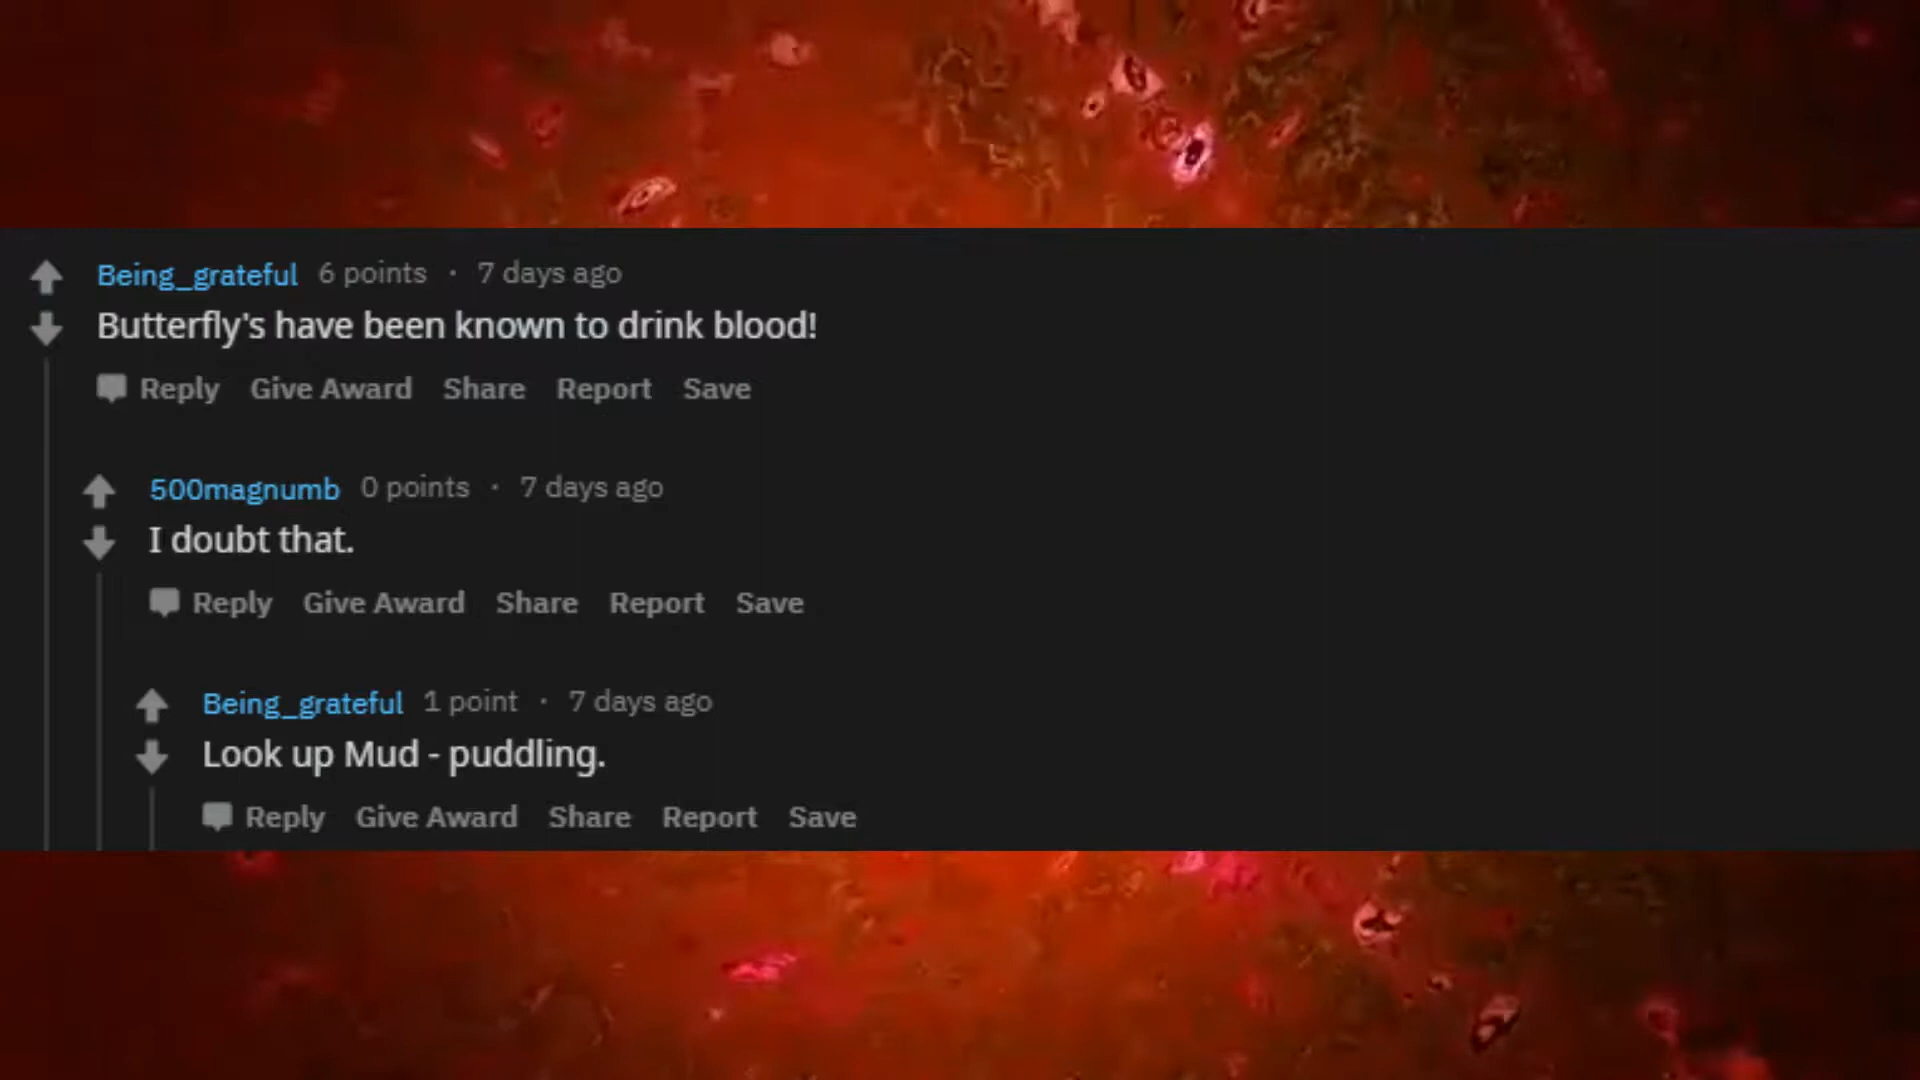 Being_grateful 6 points · 7 days ago
Butterfly's have been known to drink blood!
Reply Give Award Share Report Save
500magnumb 0 points · 7 days ago
I doubt that.
Reply Give Award Share Report Save
Being_grateful 1 point · 7 days ago
Look up Mud - puddling.
Reply Give Award Share Report Save